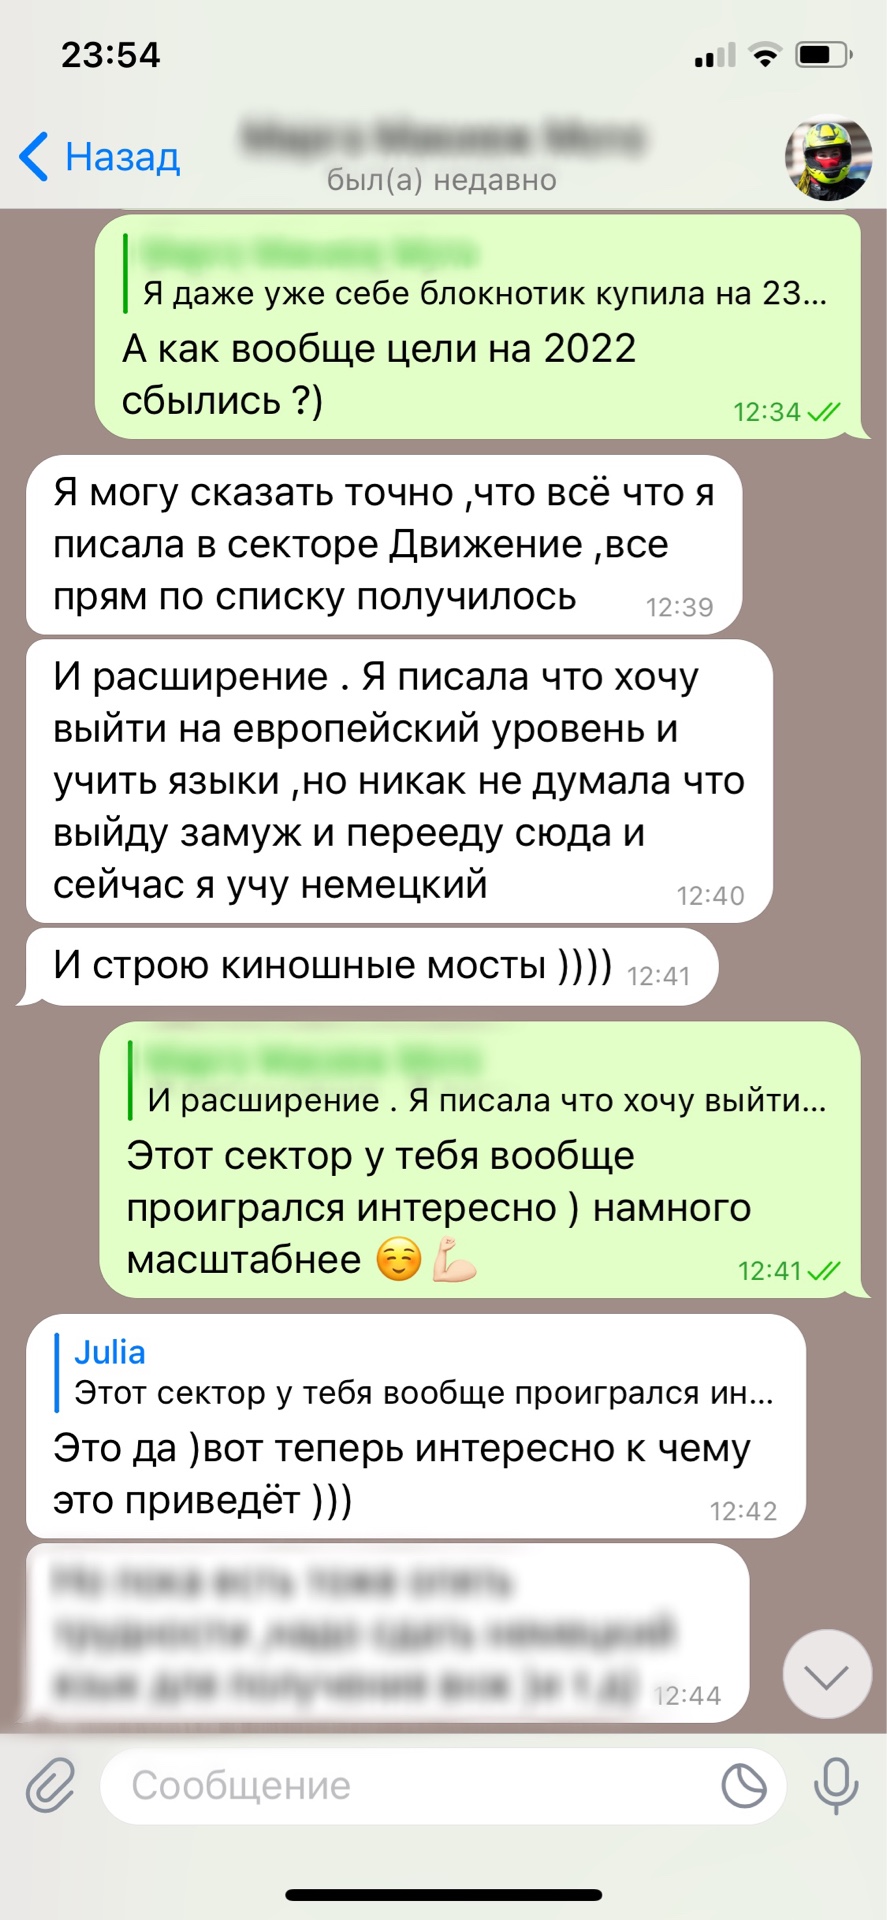 23:54
Назад
был(а) недавно
Я даже уже себе блокнотик купила на 23...
А как вообще цели на 2022
сбылись ?)
12:34
Я могу сказать точно ,что всё что я
писала в секторе Движение ,все
прям по списку получилось
12:39
И расширение . Я писала что хочу
выйти на европейский уровень и
учить языки ,но никак не думала что
выйду замуж и перееду сюда и
сейчас я учу немецкий
12:40
И строю киношные мосты ))))
12:41
И расширение . Я писала что хочу выйти...
Этот сектор у тебя вообще
проигрался интересно ) намного
масштабнее ☺️💪🏻
12:41
Julia
Этот сектор у тебя вообще проигрался ин...
Это да )вот теперь интересно к чему
это приведёт )))
12:42
12:44
Сообщение